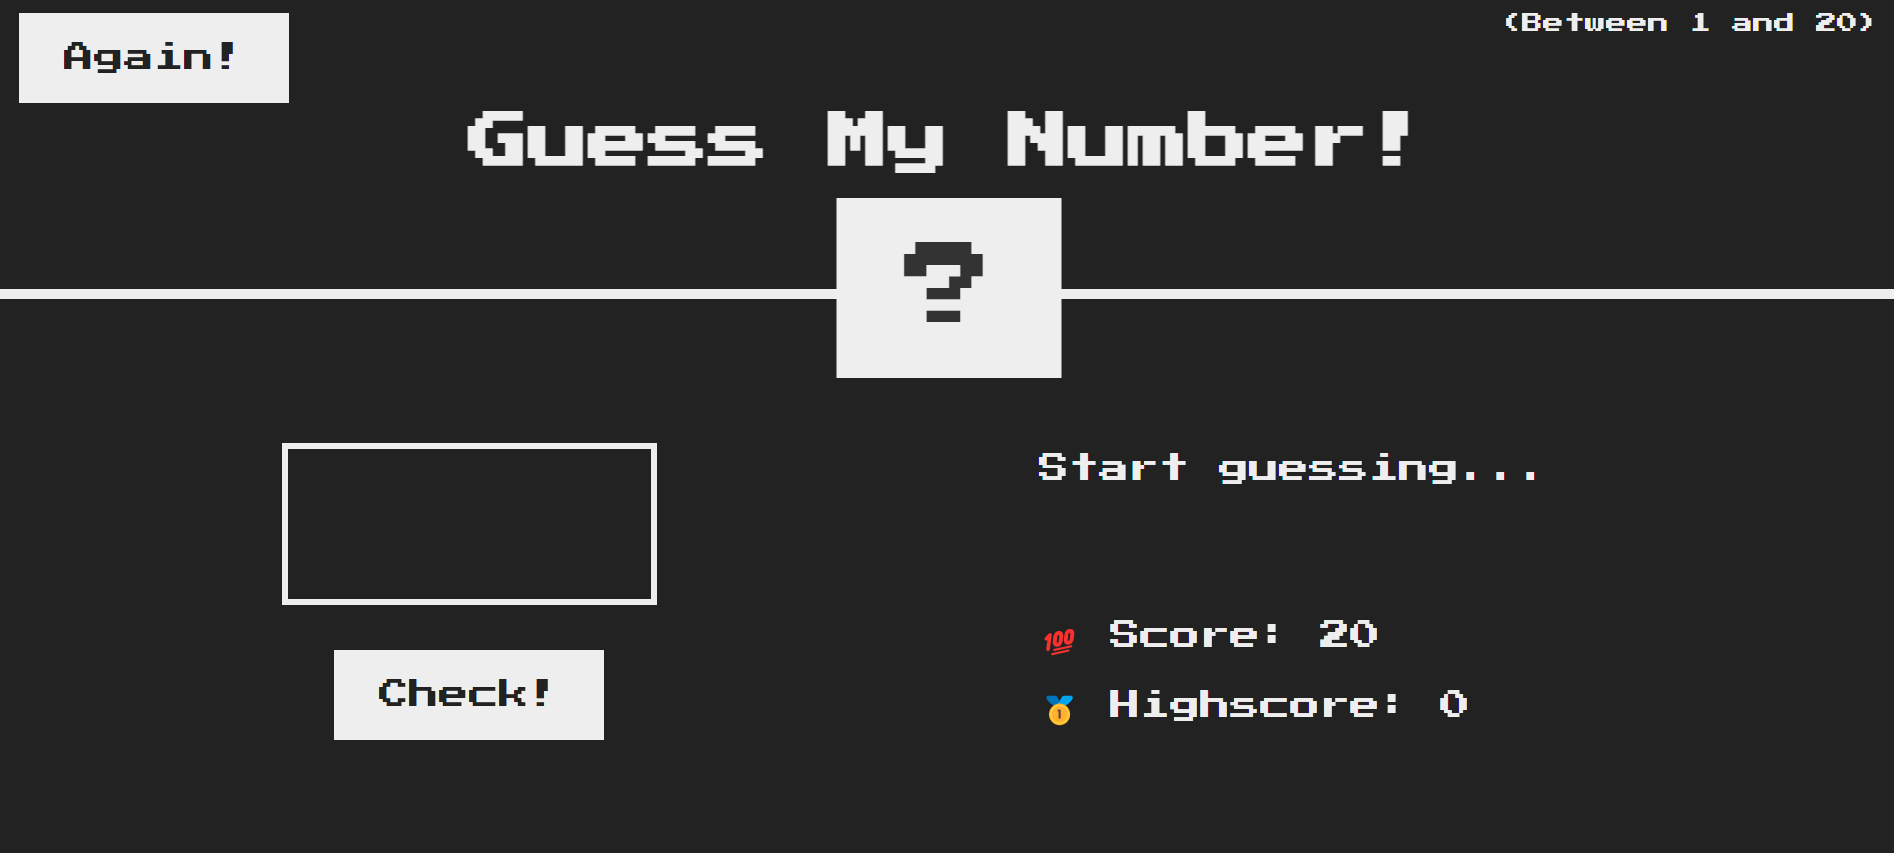 Again!
(Between 1 and 20)
Guess My Number!
?
Start guessing...
Check!
💯 Score: 20
🥇 Highscore: 0